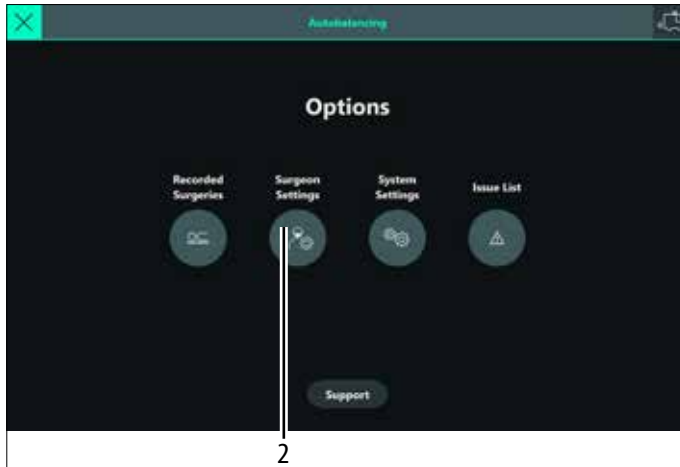 Autobalancing
Options
Recorded Surgeries
Surgeon Settings
System Settings
Issue List
Support
2